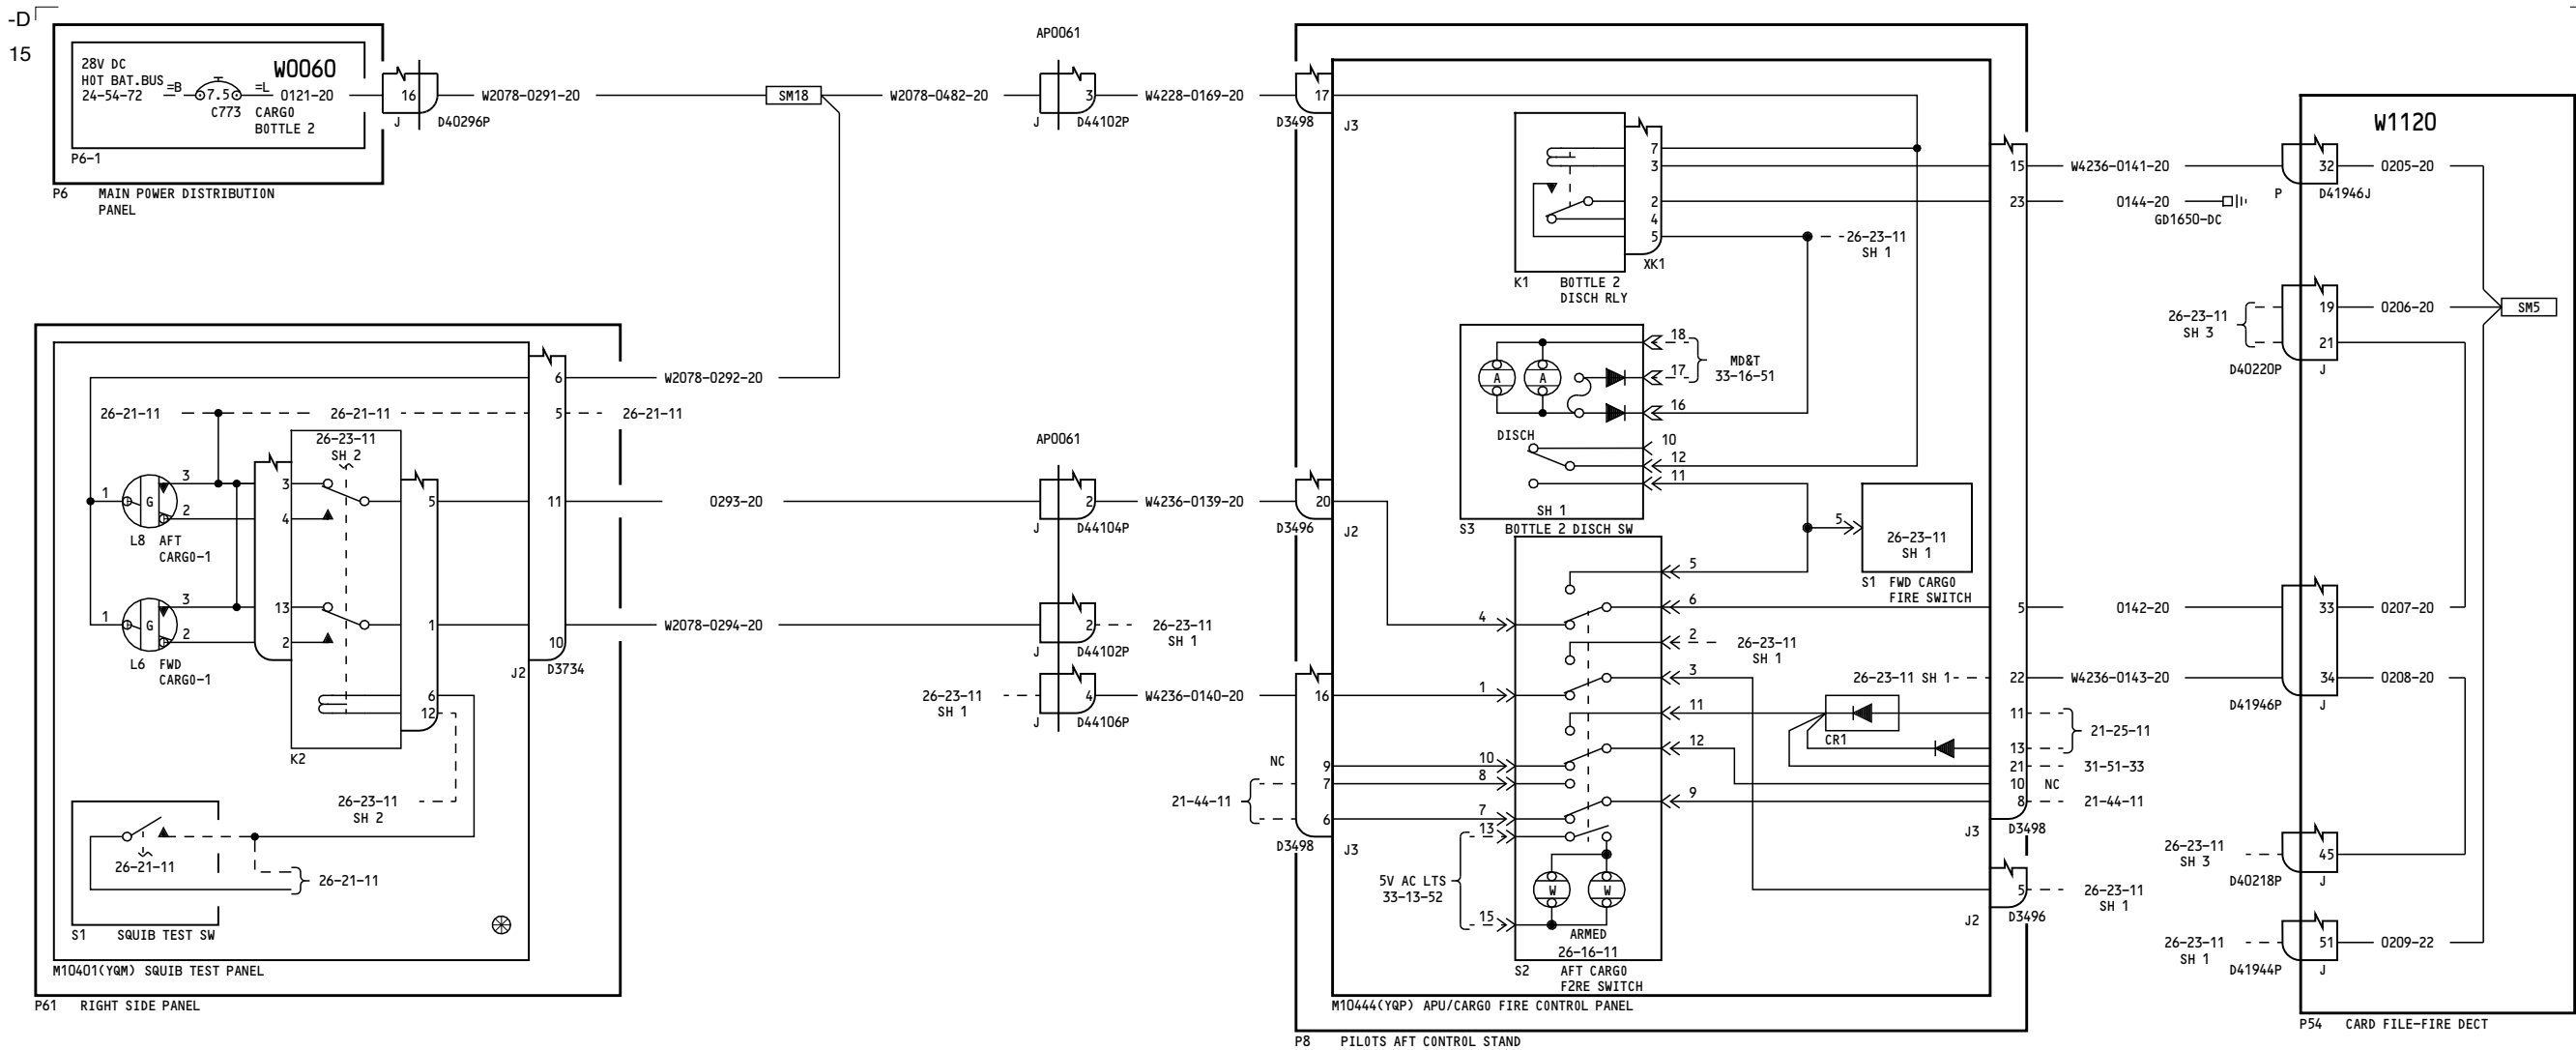 -D
15
28V DC
HOT BAT.BUS
24-54-72
=B
7.5
=L
W0060
0121-20
C773 CARGO
BOTTLE 2
P6-1
P6 MAIN POWER DISTRIBUTION
PANEL
16
J D40296P
W2078-0291-20
SM18
W2078-0482-20
AP0061
3
J D44102P
W4228-0169-20
17
D3498 J3
7
3
2
4
5
XK1
K1 BOTTLE 2
DISCH RLY
26-23-11
SH 1
15
23
W4236-0141-20
0144-20
GD1650-DC
P
32
D41946J
0205-20
W1120
26-23-11
SH 3
19
21
D40220P J
0206-20
SM5
18
17
16
MD&T
33-16-51
A
A
DISCH
10
12
11
SH 1
S3 BOTTLE 2 DISCH SW
5
26-23-11
SH 1
S1 FWD CARGO
FIRE SWITCH
W2078-0292-20
6
5
26-21-11
26-21-11
26-21-11
26-23-11
SH 2
1
G
3
2
L8 AFT
CARGO-1
1
G
3
2
L6 FWD
CARGO-1
3
4
13
2
5
1
6
12
K2
11
10
J2 D3734
0293-20
W2078-0294-20
26-23-11
SH 2
26-21-11
26-21-11
S1 SQUIB TEST SW
M10401(YQM) SQUIB TEST PANEL
P61 RIGHT SIDE PANEL
AP0061
2
J D44104P
W4236-0139-20
20
D3496 J2
2
J D44102P
26-23-11
SH 1
26-23-11
SH 1
4
J D44106P
W4236-0140-20
16
NC
9
7
6
21-44-11
D3498 J3
4
1
10
8
7
13
15
5V AC LTS
33-13-52
5
6
2
26-23-11
SH 1
3
11
12
9
W
W
ARMED
26-16-11
S2 AFT CARGO
F2RE SWITCH
CR1
26-23-11 SH 1
5
22
11
13
21
10
8
J3 D3498
NC
21-25-11
31-51-33
21-44-11
5
J2 D3496
26-23-11
SH 1
M10444(YQP) APU/CARGO FIRE CONTROL PANEL
P8 PILOTS AFT CONTROL STAND
0142-20
W4236-0143-20
33
34
D41946P J
0207-20
0208-20
26-23-11
SH 3
45
D40218P J
26-23-11
SH 1
51
D41944P J
0209-22
P54 CARD FILE-FIRE DECT